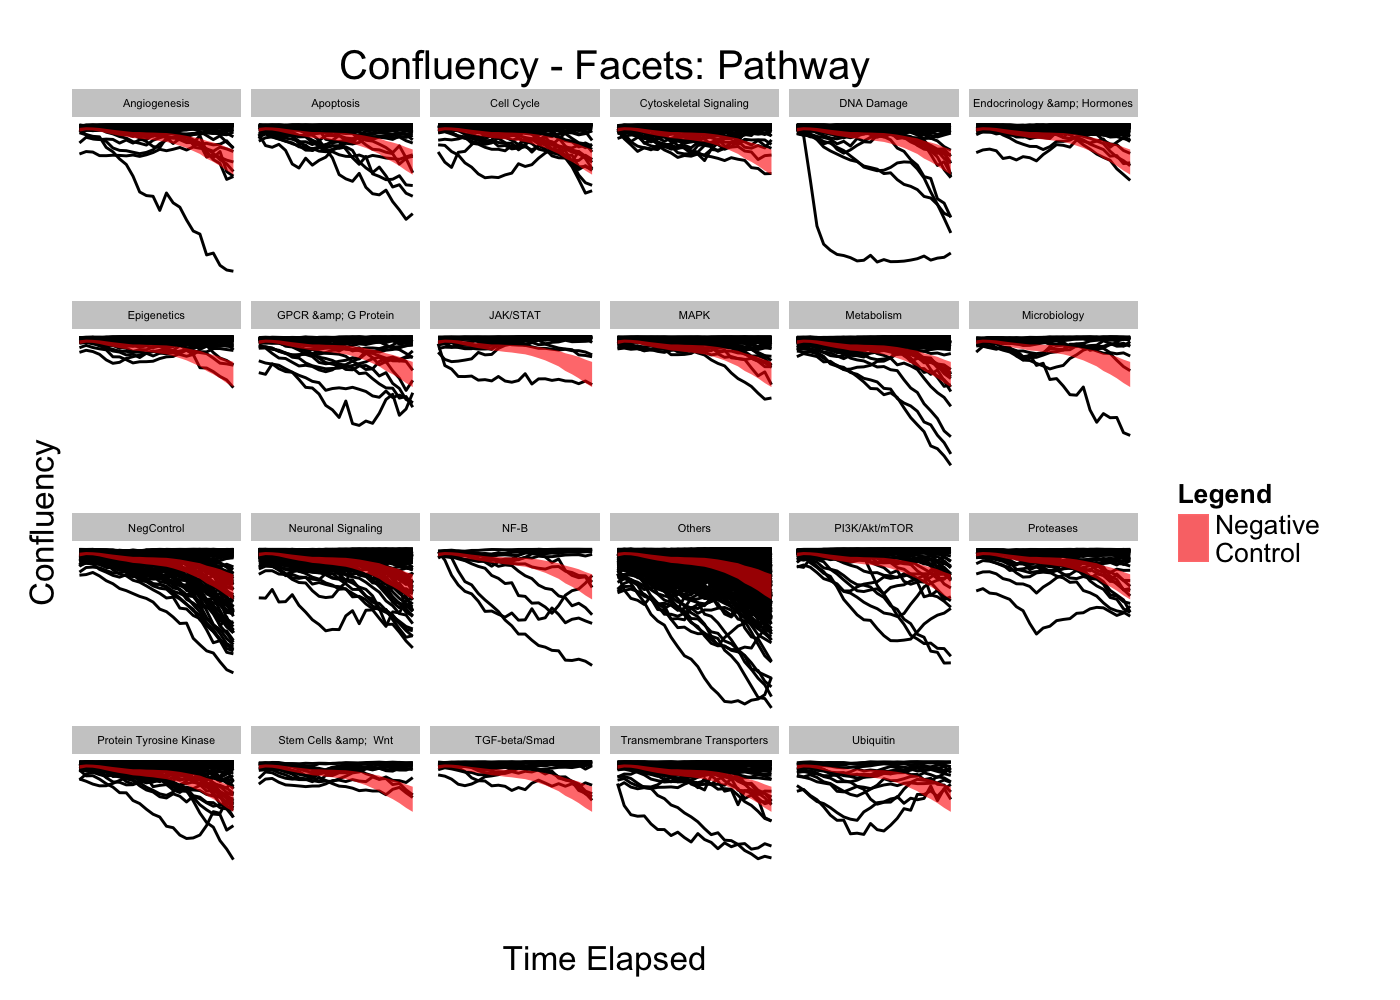 Confluency - Facets: Pathway
Angiogenesis
Apoptosis
Cell Cycle
Cytoskeletal Signaling
DNA Damage
Endocrinology &amp; Hormones
Epigenetics
GPCR &amp; G Protein
JAK/STAT
MAPK
Metabolism
Microbiology
NegControl
Neuronal Signaling
NF-B
Others
PI3K/Akt/mTOR
Proteases
Protein Tyrosine Kinase
Stem Cells &amp;  Wnt
TGF-beta/Smad
Transmembrane Transporters
Ubiquitin
Confluency
Time Elapsed
Legend
Negative
Control